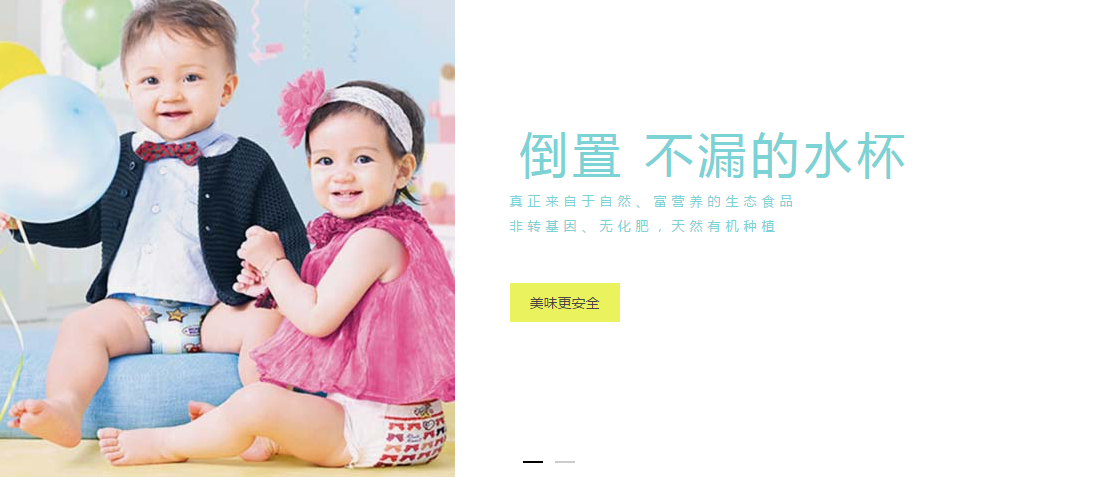 倒置 不漏的水杯
真正来自于自然、富营养的生态食品
非转基因、无化肥，天然有机种植
美味更安全